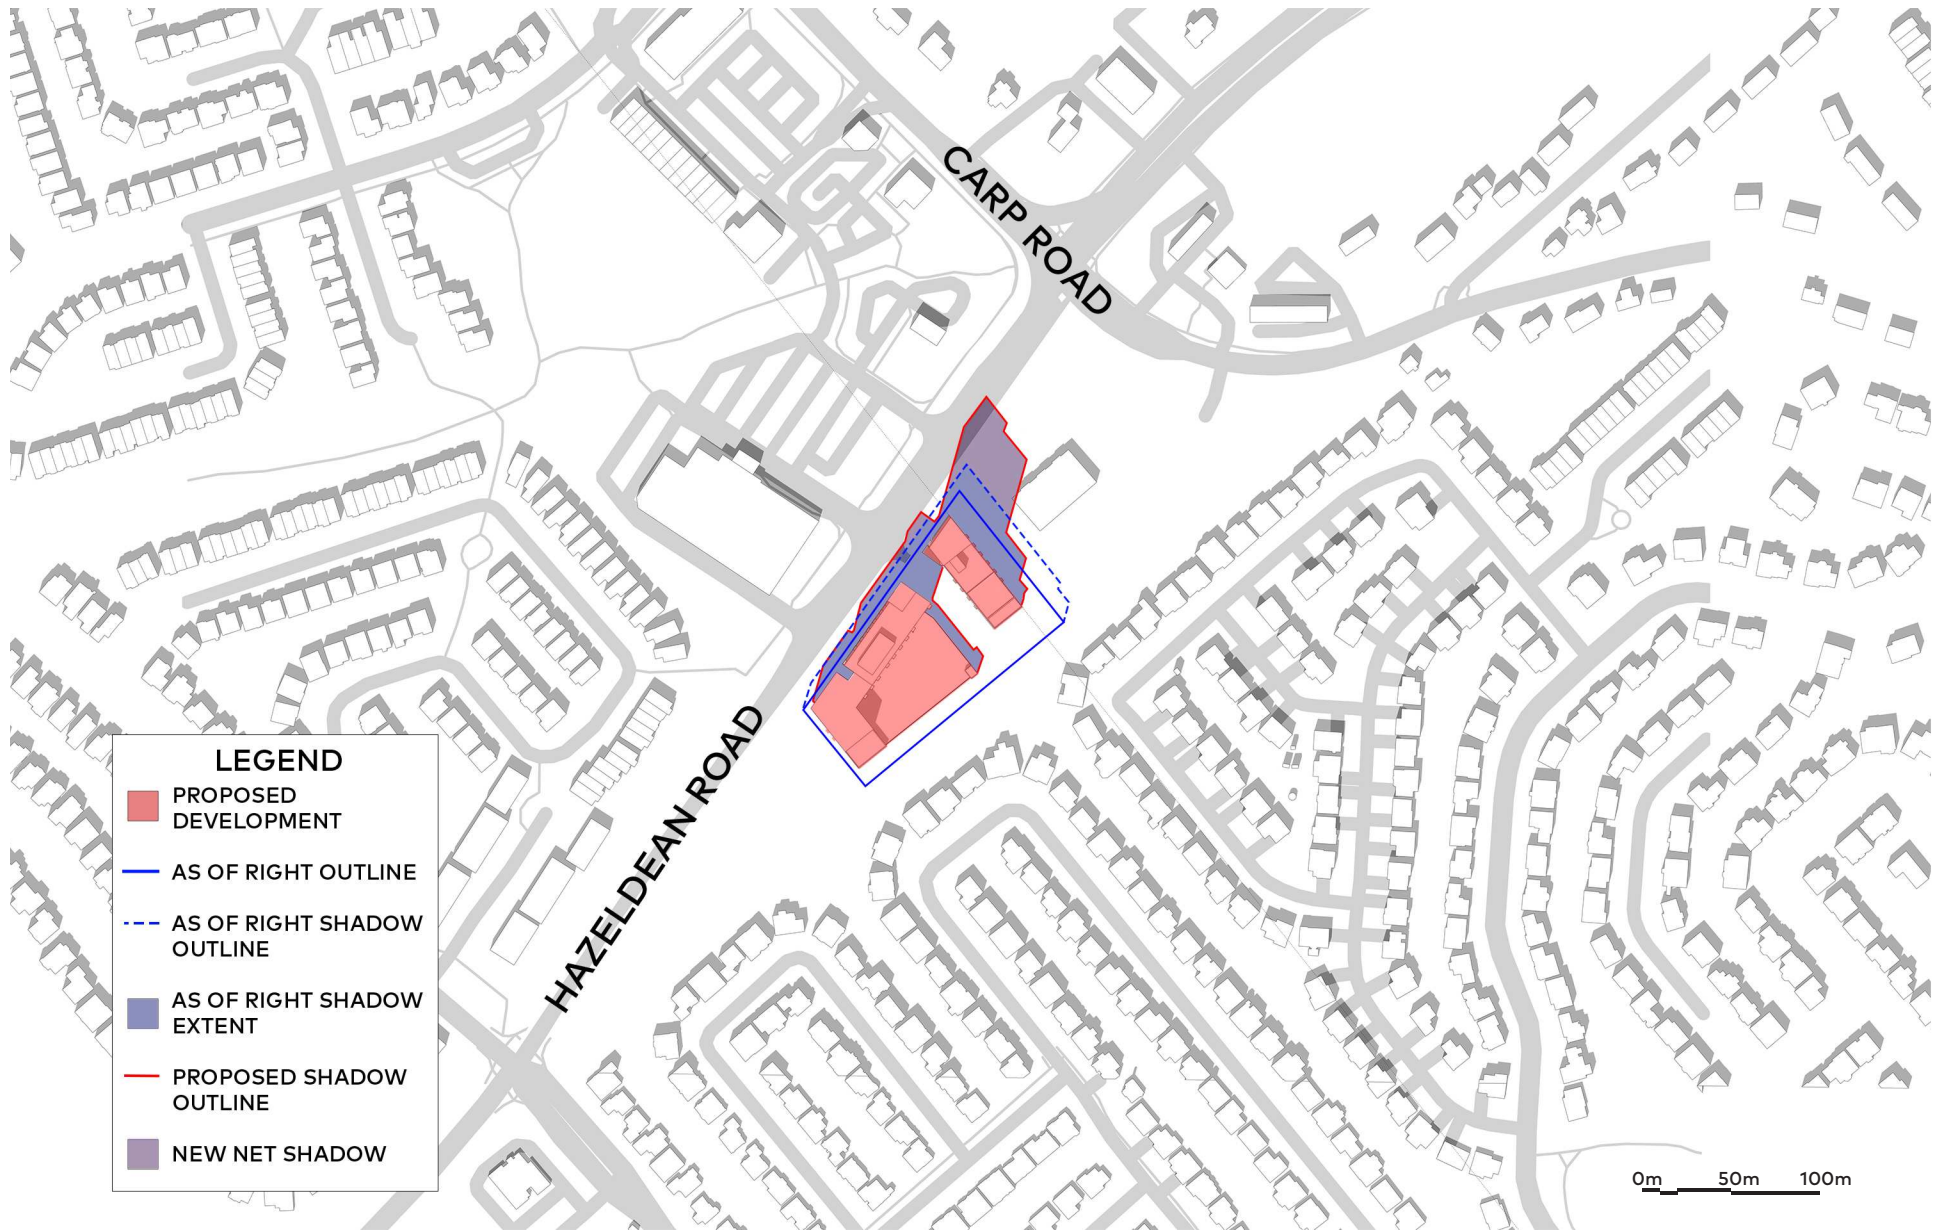 CARP ROAD
HAZELDEAN ROAD
LEGEND
PROPOSED
DEVELOPMENT
AS OF RIGHT OUTLINE
AS OF RIGHT SHADOW
OUTLINE
AS OF RIGHT SHADOW
EXTENT
PROPOSED SHADOW
OUTLINE
NEW NET SHADOW
0m 50m 100m